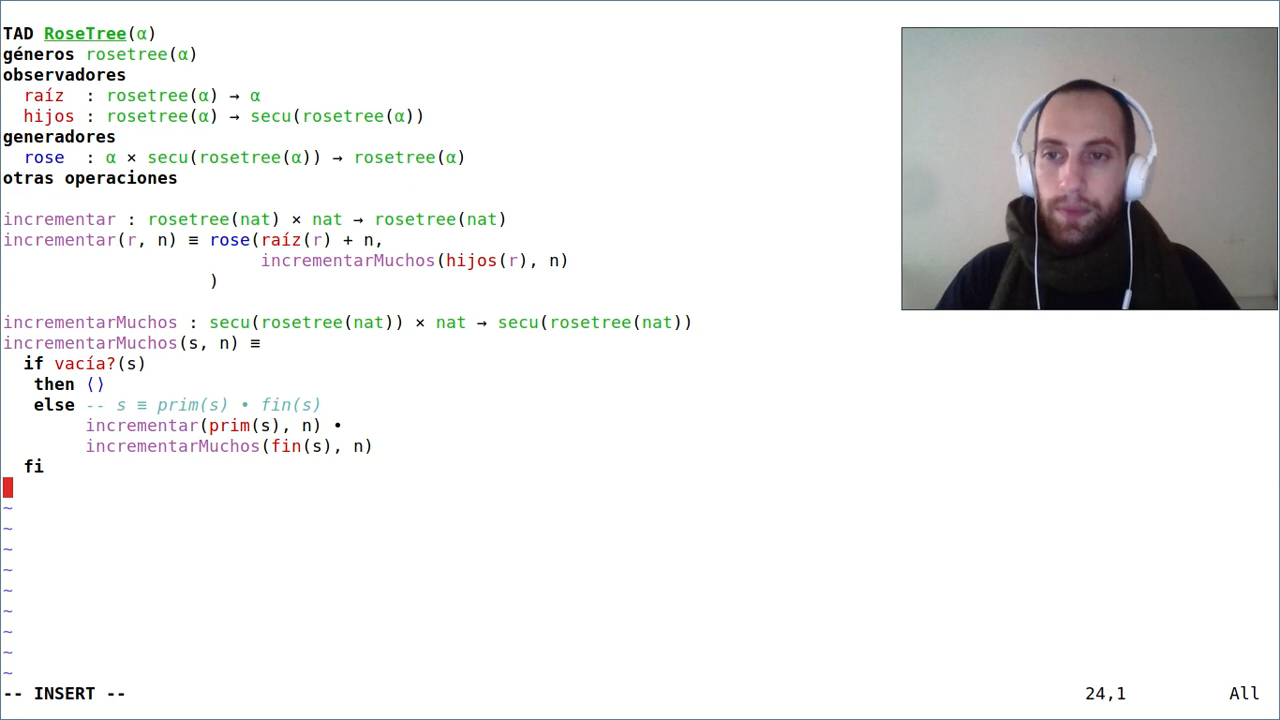 TAD RoseTree(α)
géneros rosetree(α)
observadores
  raíz  : rosetree(α) → α
  hijos : rosetree(α) → secu(rosetree(α))
generadores
  rose  : α × secu(rosetree(α)) → rosetree(α)
otras operaciones
incrementar : rosetree(nat) × nat → rosetree(nat)
incrementar(r, n) ≡ rose(raíz(r) + n,
                         incrementarMuchos(hijos(r), n)
                    )
incrementarMuchos : secu(rosetree(nat)) × nat → secu(rosetree(nat))
incrementarMuchos(s, n) ≡
  if vacía?(s)
   then ⟨⟩
   else -- s ≡ prim(s) • fin(s)
        incrementar(prim(s), n) •
        incrementarMuchos(fin(s), n)
  fi
~
~
~
~
~
~
~
~
~
-- INSERT -- 24,1 All